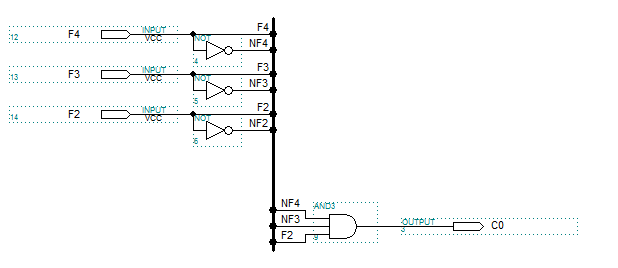 F4
INPUT
VCC
12
F4
NOT
NF4
4
F3
INPUT
VCC
13
F3
NOT
NF3
5
F2
INPUT
VCC
14
F2
NOT
NF2
6
NF4
AND3
NF3
F2
9
OUTPUT
3
C0